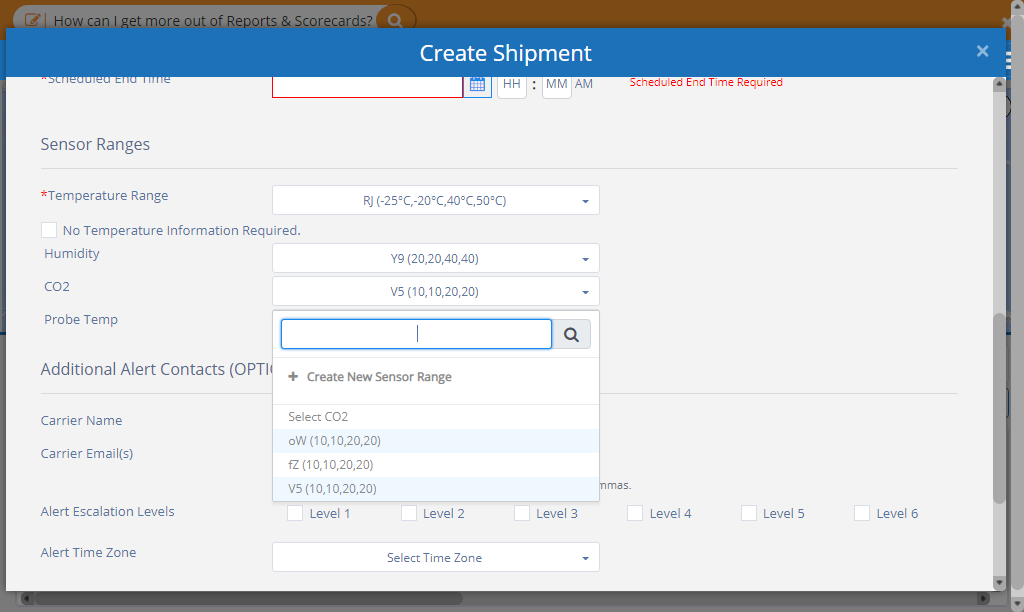 How can I get more out of Reports & Scorecards?
Create Shipment ×
*Scheduled End Time HH : MM AM Scheduled End Time Required
Sensor Ranges
*Temperature Range RJ (-25°C,-20°C,40°C,50°C)
No Temperature Information Required.
Humidity Y9 (20,20,40,40)
CO2 V5 (10,10,20,20)
Probe Temp
+ Create New Sensor Range
Additional Alert Contacts (OPTI
Select CO2
Carrier Name
oW (10,10,20,20)
Carrier Email(s)
fZ (10,10,20,20)
V5 (10,10,20,20)
mmas.
Alert Escalation Levels Level 1 Level 2 Level 3 Level 4 Level 5 Level 6
Alert Time Zone Select Time Zone